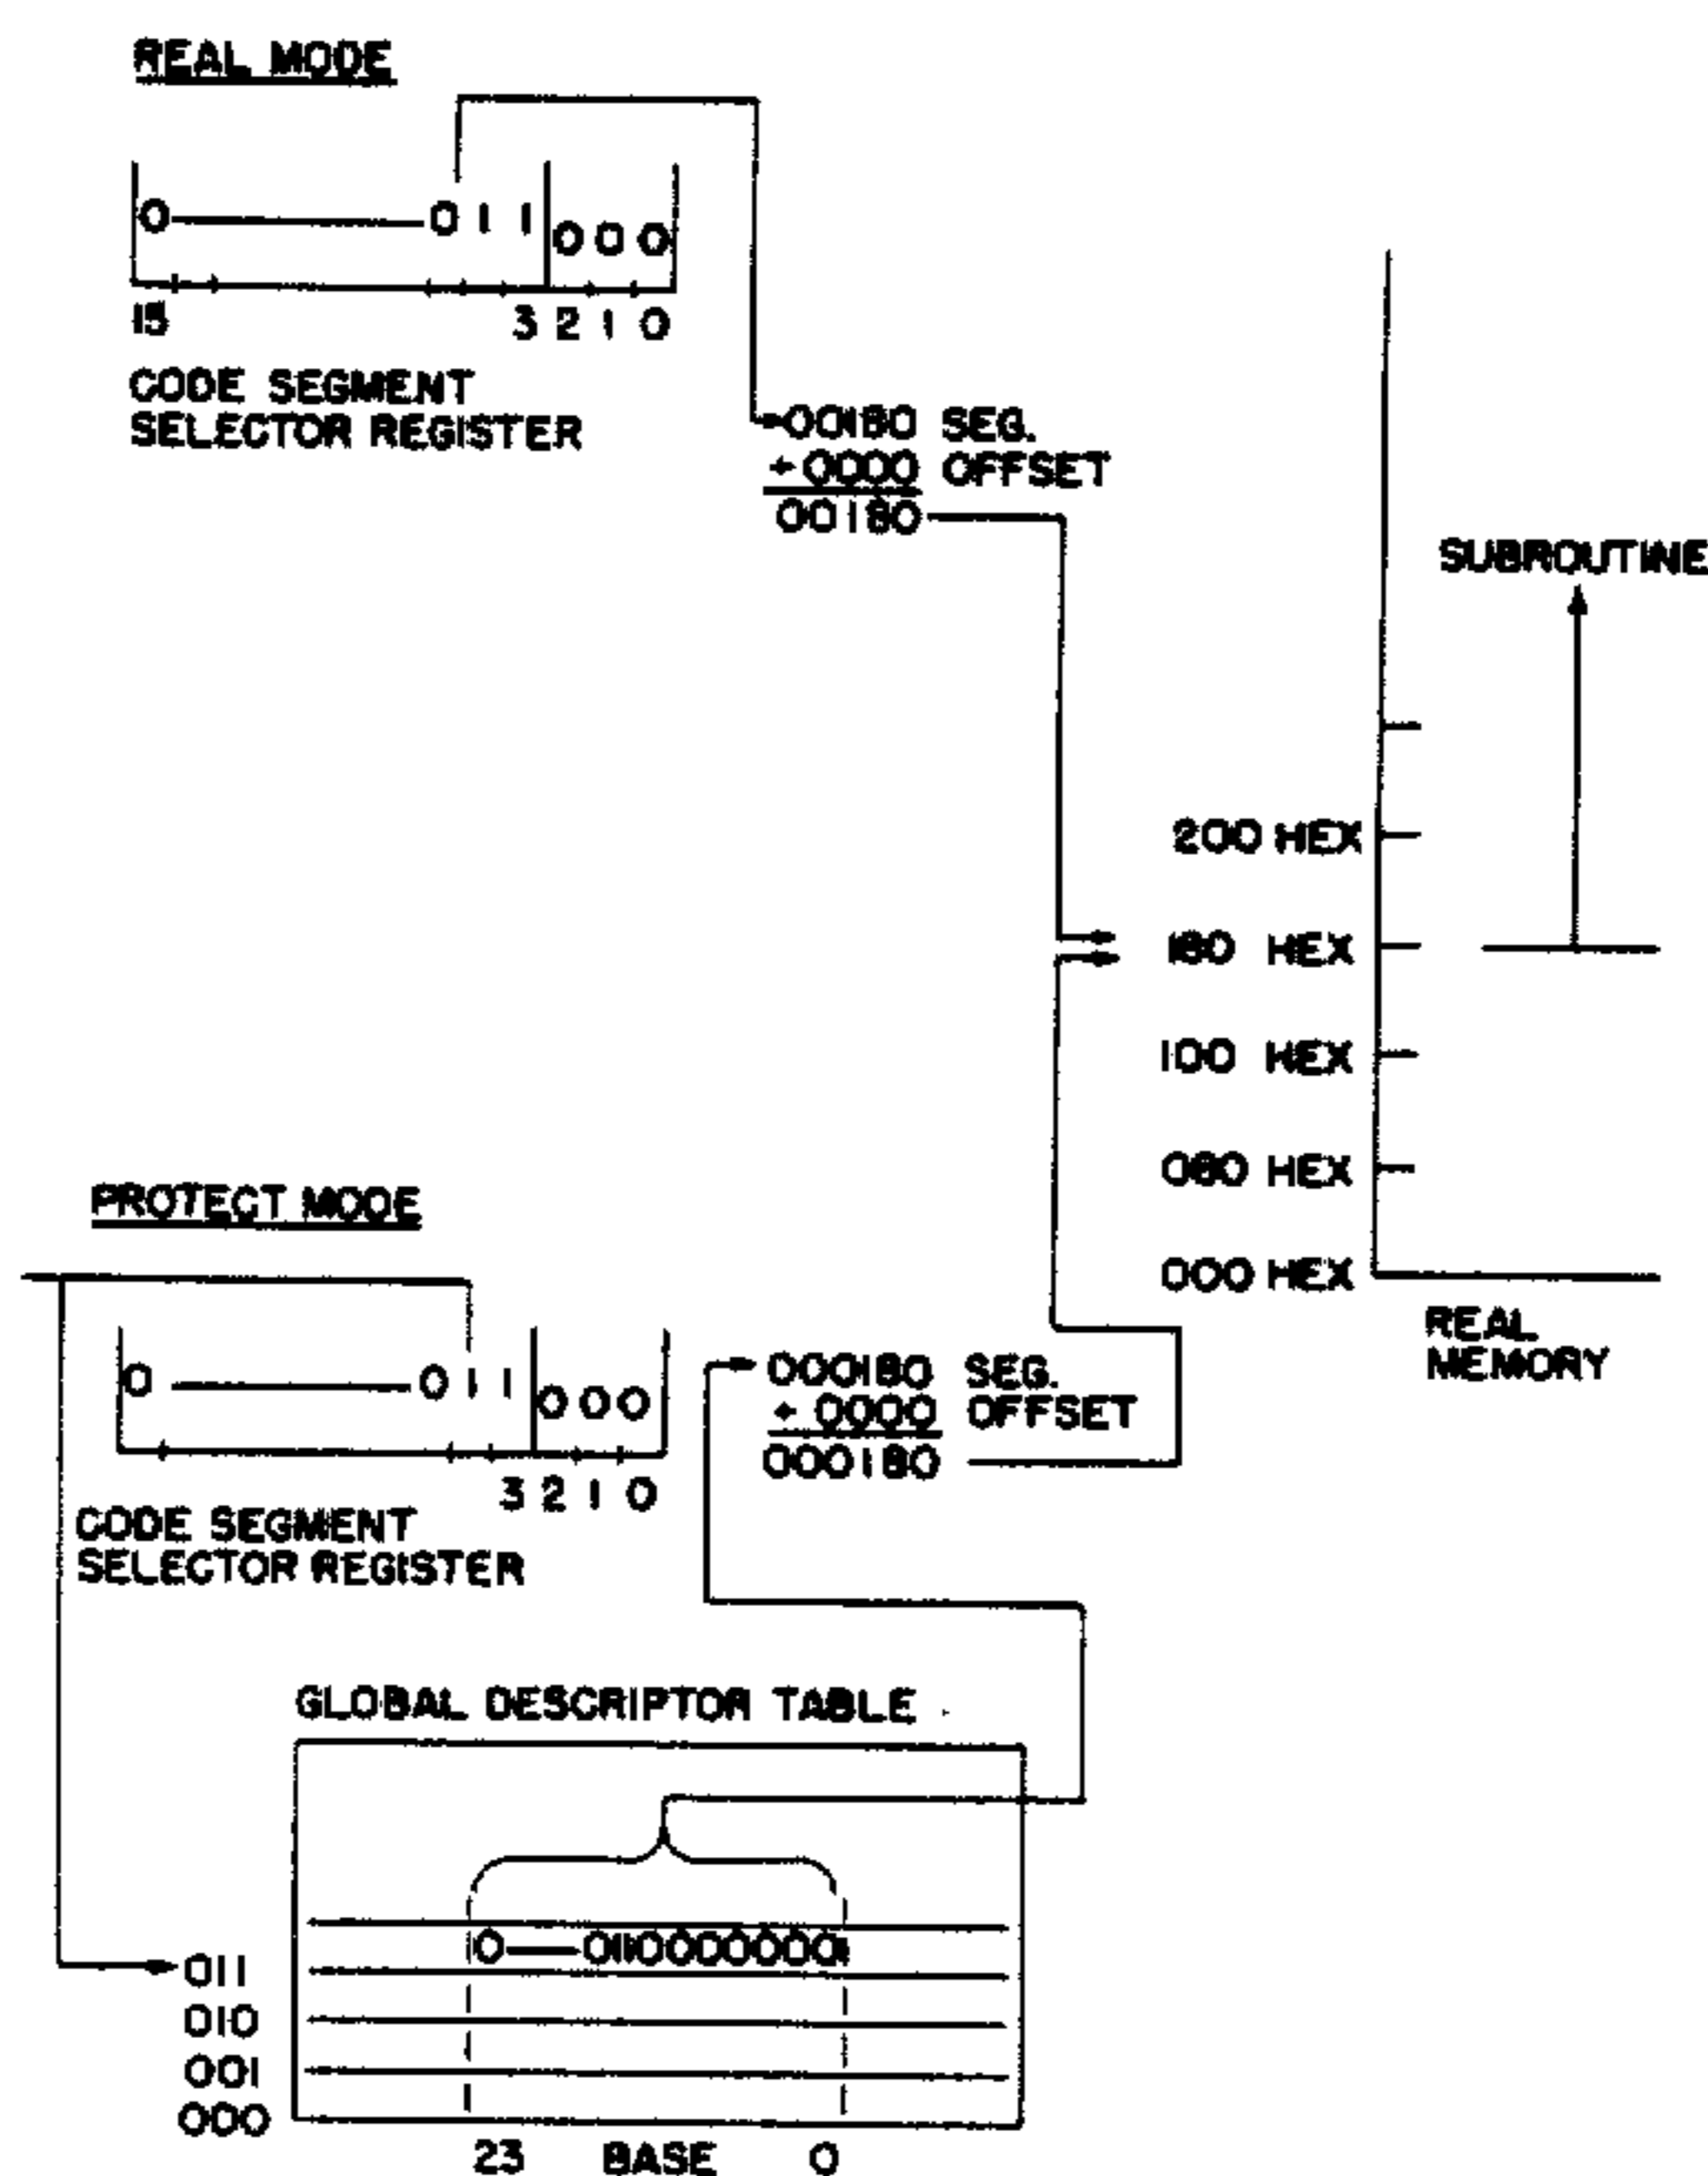 REAL MODE
0 011 000
15 3 2 1 0
CODE SEGMENT
SELECTOR REGISTER
00180 SEG.
+0000 OFFSET
00180
SUBROUTINE
200 HEX
180 HEX
100 HEX
080 HEX
000 HEX
REAL
MEMORY
PROTECT MODE
0 011 000
3 2 1 0
CODE SEGMENT
SELECTOR REGISTER
000180 SEG.
+ 0000 OFFSET
000180
GLOBAL DESCRIPTOR TABLE
0 0110000000
011
010
001
000
23 BASE 0